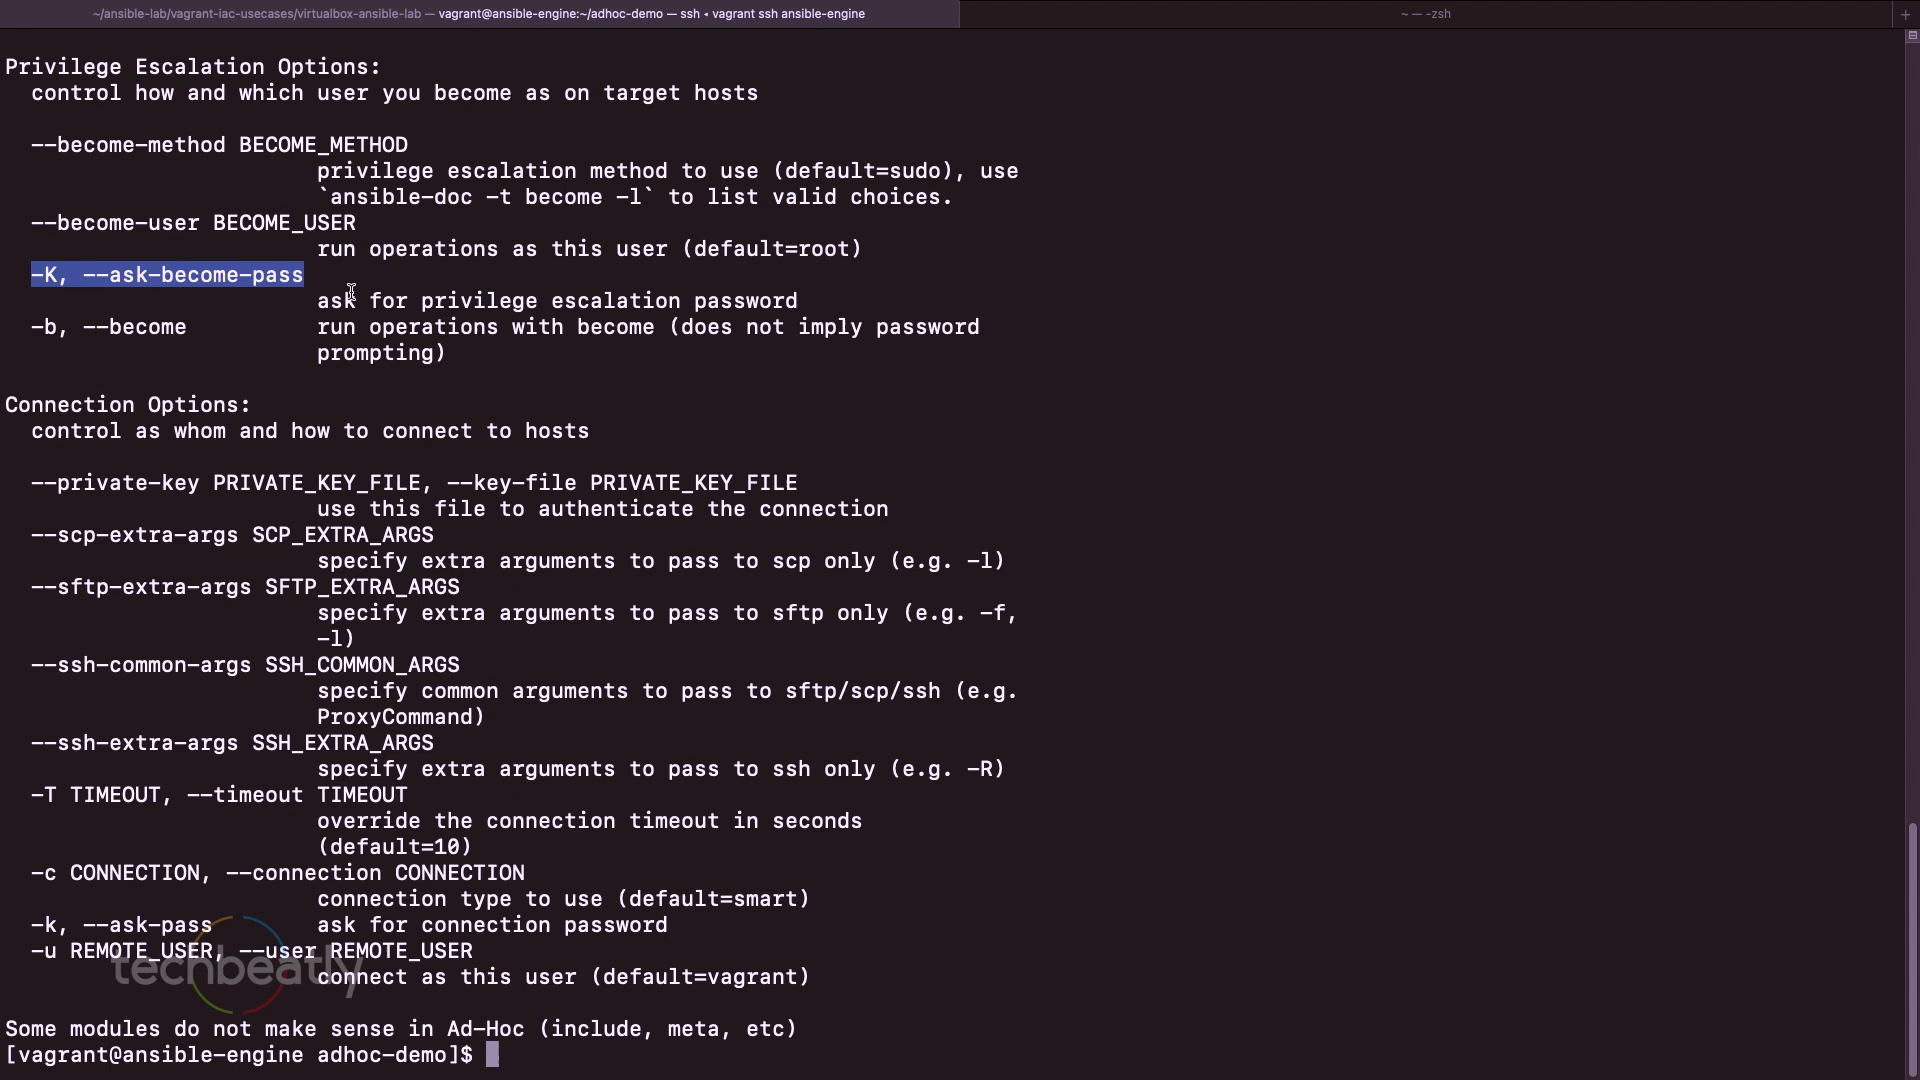 ~/ansible-lab/vagrant-iac-usecases/virtualbox-ansible-lab — vagrant@ansible-engine:~/adhoc-demo — ssh ◂ vagrant ssh ansible-engine
~ — -zsh
+
Privilege Escalation Options:
  control how and which user you become as on target hosts

  --become-method BECOME_METHOD
                        privilege escalation method to use (default=sudo), use
                        `ansible-doc -t become -l` to list valid choices.
  --become-user BECOME_USER
                        run operations as this user (default=root)
  -K, --ask-become-pass
                        ask for privilege escalation password
  -b, --become          run operations with become (does not imply password
                        prompting)

Connection Options:
  control as whom and how to connect to hosts

  --private-key PRIVATE_KEY_FILE, --key-file PRIVATE_KEY_FILE
                        use this file to authenticate the connection
  --scp-extra-args SCP_EXTRA_ARGS
                        specify extra arguments to pass to scp only (e.g. -l)
  --sftp-extra-args SFTP_EXTRA_ARGS
                        specify extra arguments to pass to sftp only (e.g. -f,
                        -l)
  --ssh-common-args SSH_COMMON_ARGS
                        specify common arguments to pass to sftp/scp/ssh (e.g.
                        ProxyCommand)
  --ssh-extra-args SSH_EXTRA_ARGS
                        specify extra arguments to pass to ssh only (e.g. -R)
  -T TIMEOUT, --timeout TIMEOUT
                        override the connection timeout in seconds
                        (default=10)
  -c CONNECTION, --connection CONNECTION
                        connection type to use (default=smart)
  -k, --ask-pass        ask for connection password
  -u REMOTE_USER, --user REMOTE_USER
techbeatly
                        connect as this user (default=vagrant)

Some modules do not make sense in Ad-Hoc (include, meta, etc)
[vagrant@ansible-engine adhoc-demo]$